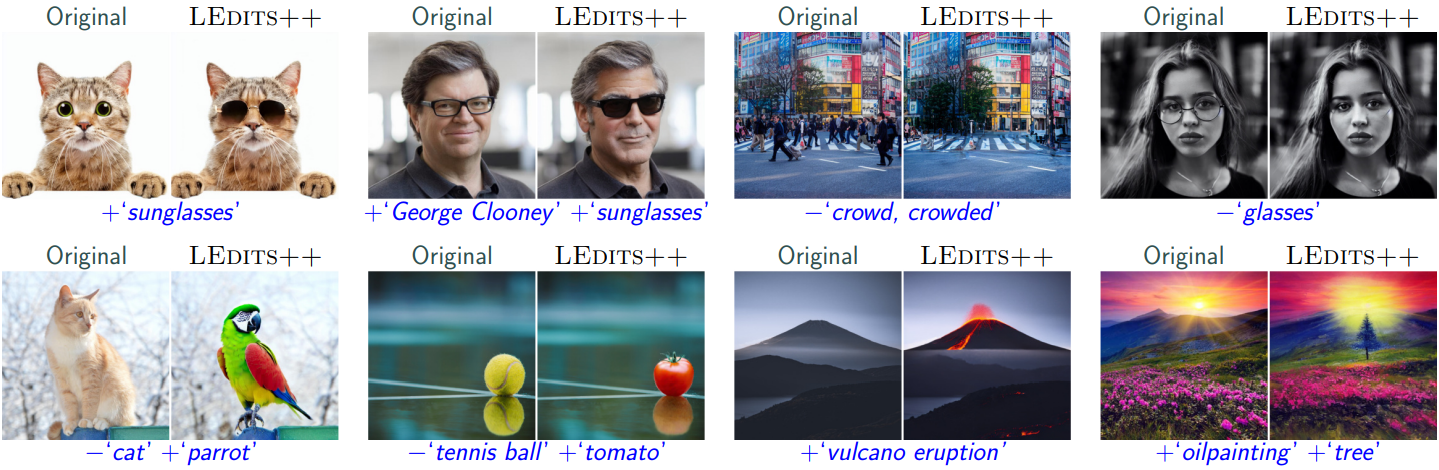 Original LEDITS++ Original LEDITS++ Original LEDITS++ Original LEDITS++
+‘sunglasses’ +‘George Clooney’ +‘sunglasses’ −‘crowd, crowded’ −‘glasses’
Original LEDITS++ Original LEDITS++ Original LEDITS++ Original LEDITS++
−‘cat’ +‘parrot’ −‘tennis ball’ +‘tomato’ +‘vulcano eruption’ +‘oilpainting’ +‘tree’